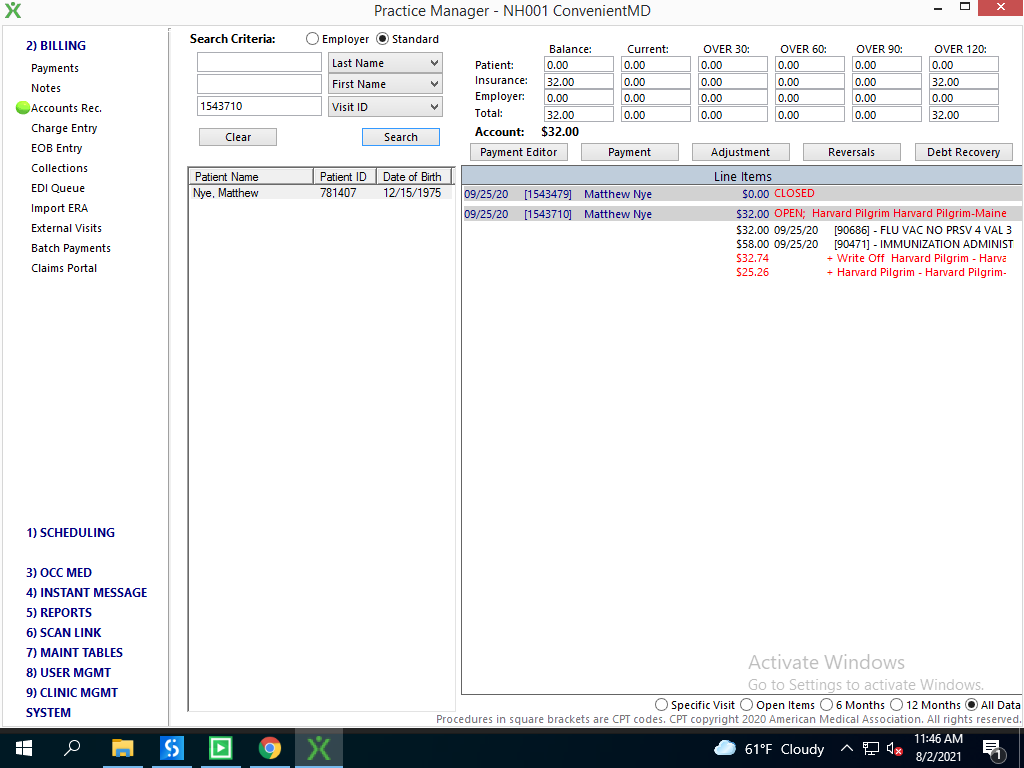 Practice Manager - NH001 ConvenientMD
2) BILLING
Payments
Notes
Accounts Rec.
Charge Entry
EOB Entry
Collections
EDI Queue
Import ERA
External Visits
Batch Payments
Claims Portal
1) SCHEDULING
3) OCC MED
4) INSTANT MESSAGE
5) REPORTS
6) SCAN LINK
7) MAINT TABLES
8) USER MGMT
9) CLINIC MGMT
SYSTEM
Search Criteria: Employer Standard
Last Name
First Name
1543710 Visit ID
Clear Search
Patient Name Patient ID Date of Birth
Nye, Matthew 781407 12/15/1975
Balance: Current: OVER 30: OVER 60: OVER 90: OVER 120:
Patient: 0.00 0.00 0.00 0.00 0.00 0.00
Insurance: 32.00 0.00 0.00 0.00 0.00 32.00
Employer: 0.00 0.00 0.00 0.00 0.00 0.00
Total: 32.00 0.00 0.00 0.00 0.00 32.00
Account: $32.00
Payment Editor Payment Adjustment Reversals Debt Recovery
Line Items
09/25/20 [1543479] Matthew Nye $0.00 CLOSED
09/25/20 [1543710] Matthew Nye $32.00 OPEN; Harvard Pilgrim Harvard Pilgrim-Maine
$32.00 09/25/20 [90686] - FLU VAC NO PRSV 4 VAL 3
$58.00 09/25/20 [90471] - IMMUNIZATION ADMINIST
$32.74 + Write Off Harvard Pilgrim - Harva
$25.26 + Harvard Pilgrim - Harvard Pilgrim-
Activate Windows
Go to Settings to activate Windows.
Specific Visit Open Items 6 Months 12 Months All Data
Procedures in square brackets are CPT codes. CPT copyright 2020 American Medical Association. All rights reserved.
61°F Cloudy
11:46 AM
8/2/2021
1